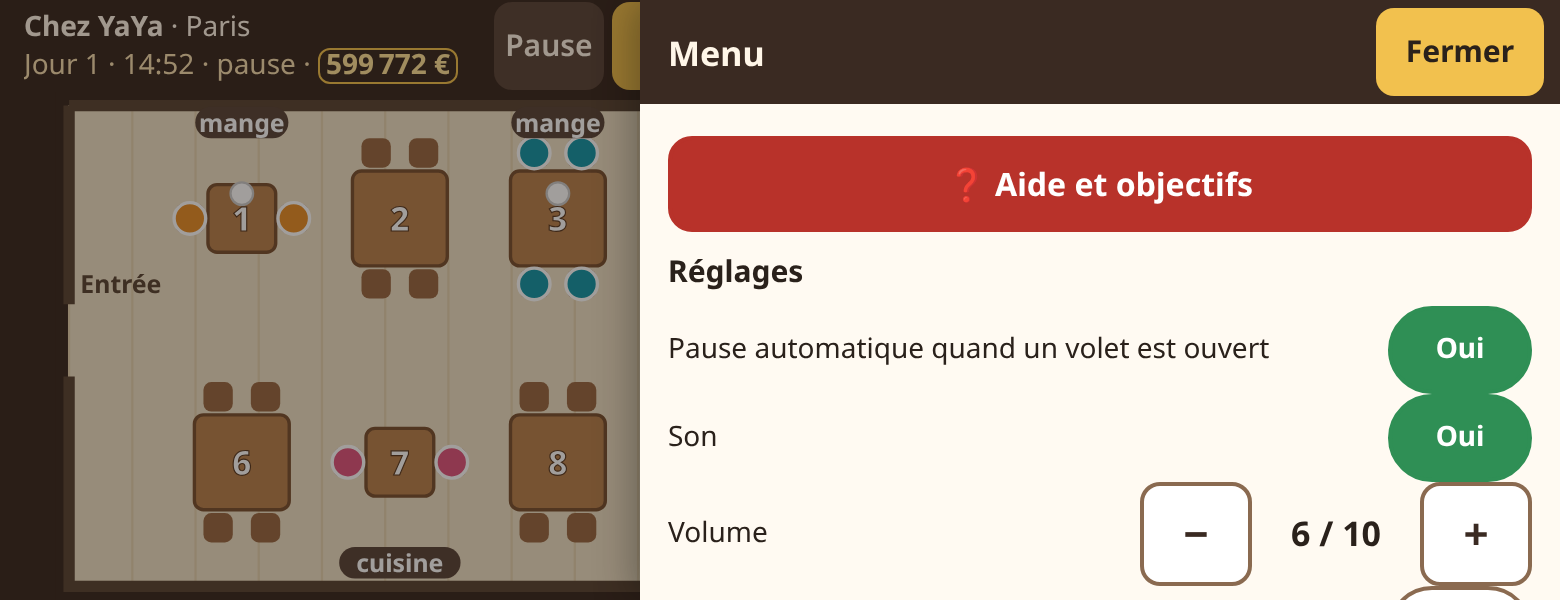 Chez YaYa · Paris
Jour 1 · 14:52 · pause · 599 772 €
Pause
Menu
Fermer
mange
mange
1
2
3
Entrée
6
7
8
cuisine
❓ Aide et objectifs
Réglages
Pause automatique quand un volet est ouvert
Oui
Son
Oui
Volume
− 6 / 10 +